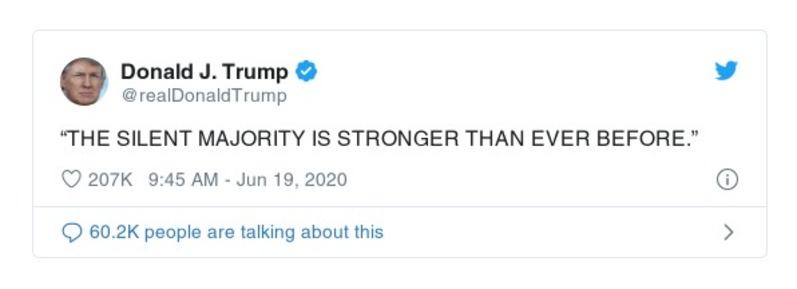 Donald J. Trump
@realDonaldTrump
“THE SILENT MAJORITY IS STRONGER THAN EVER BEFORE.”
207K 9:45 AM - Jun 19, 2020
60.2K people are talking about this